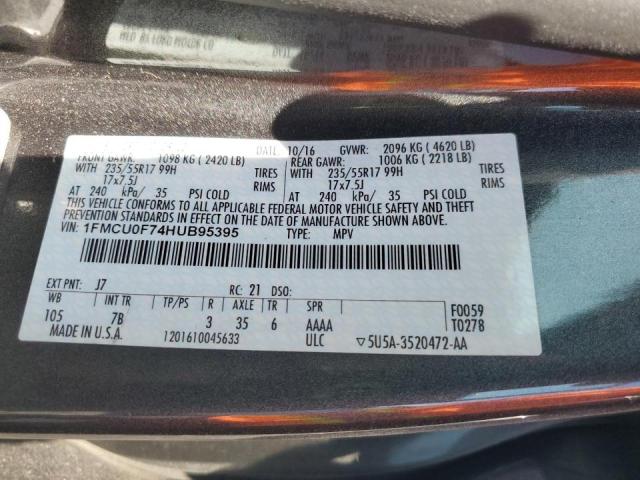 MFD BY FORD MOTOR CO
DATE: 10/16 GVWR: 2096 KG ( 4620 LB)
FRONT GAWR: 1098 KG ( 2420 LB) REAR GAWR: 1006 KG ( 2218 LB)
WITH 235/55R17 99H TIRES WITH 235/55R17 99H TIRES
17x7.5J RIMS 17x7.5J RIMS
AT 240 kPa/ 35 PSI COLD AT 240 kPa/ 35 PSI COLD
THIS VEHICLE CONFORMS TO ALL APPLICABLE FEDERAL MOTOR VEHICLE SAFETY AND THEFT
PREVENTION STANDARDS IN EFFECT ON THE DATE OF MANUFACTURE SHOWN ABOVE.
VIN: 1FMCU0F74HUB95395 TYPE: MPV
EXT PNT: J7 RC: 21 DSO:
WB INT TR TP/PS R AXLE TR SPR F0059
105 7B 3 35 6 AAAA T0278
MADE IN U.S.A. 1201610045633 ULC ▽5U5A-3520472-AA